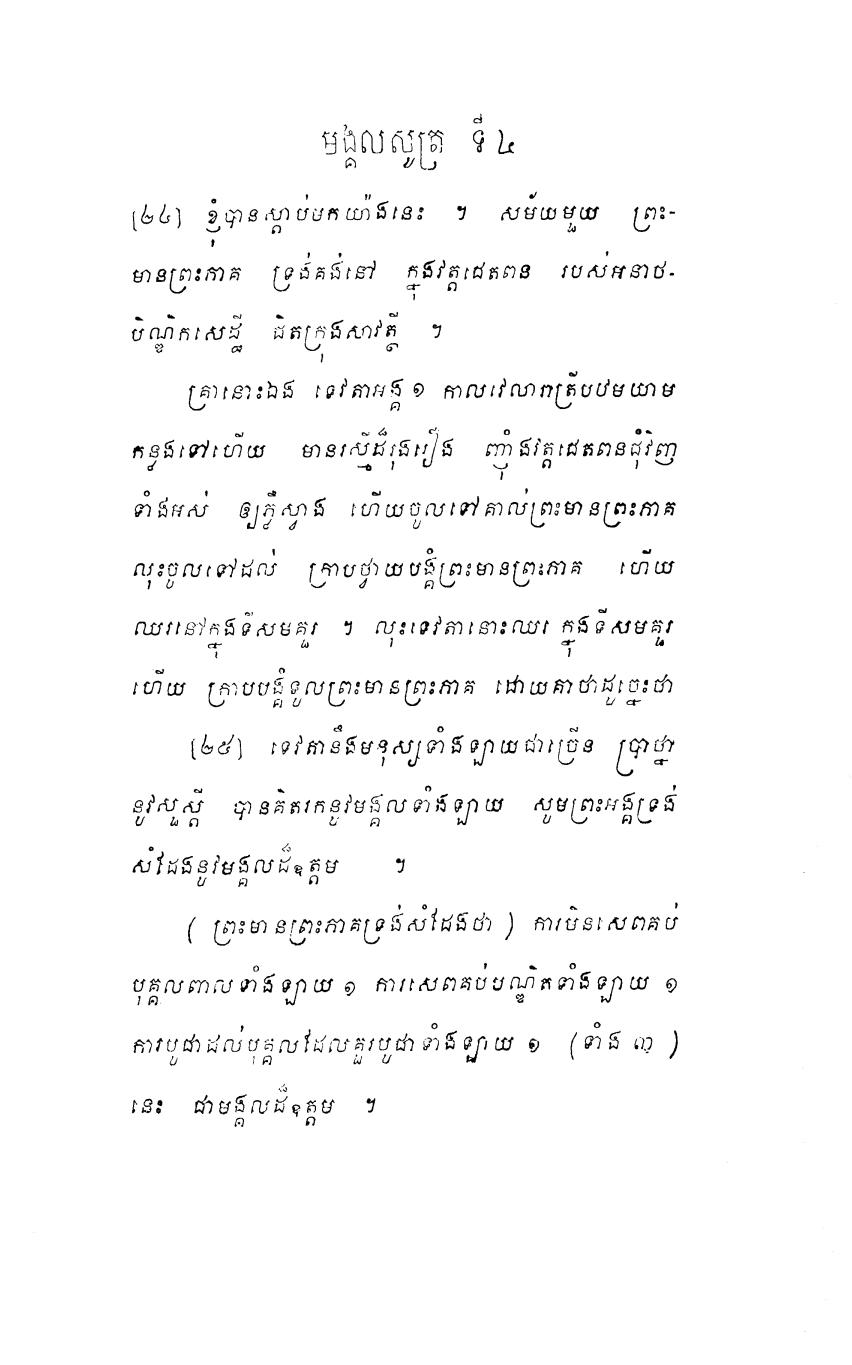 មង្គលសូត្រ ទី៤
[២៤] ខ្ញុំបានស្តាប់មកយ៉ាងនេះ ។ សម័យមួយ ព្រះ-
មានព្រះភាគ ទ្រង់គង់នៅ ក្នុងវត្តជេតពន របស់អនាថ-
បិណ្ឌិកសេដ្ឋី ជិតក្រុងសាវត្ថី ។
គ្រានោះឯង ទេវតាអង្គ ១ កាលវេលារាត្រីបឋមយាម
កន្លងទៅហើយ មានរស្មីដ៏រុងរឿង ញ៉ាំងវត្តជេតពនជុំវិញ
ទាំងអស់ ឲ្យភ្លឺស្វាង ហើយចូលទៅគាល់ព្រះមានព្រះភាគ
លុះចូលទៅដល់ ក្រាបថ្វាយបង្គំព្រះមានព្រះភាគ ហើយ
ឈរនៅក្នុងទីសមគួរ ។ លុះទេវតានោះឈរ ក្នុងទីសមគួរ
ហើយ ក្រាបបង្គំទូលព្រះមានព្រះភាគ ដោយគាថាដូច្នេះថា
[២៥] ទេវតានឹងមនុស្សទាំងឡាយជាច្រើន ប្រាថ្នា
នូវសួស្តី បានគិតរកនូវមង្គលទាំងឡាយ សូមព្រះអង្គទ្រង់
សំដែងនូវមង្គលដ៏ឧត្តម ។
( ព្រះមានព្រះភាគទ្រង់សំដែងថា ) ការមិនសេពគប់
បុគ្គលពាលទាំងឡាយ ១ ការសេពគប់បណ្ឌិតទាំងឡាយ ១
ការបូជាដល់បុគ្គលដែលគួរបូជាទាំងឡាយ ១ (ទាំង ៣ )
នេះ ជាមង្គលដ៏ឧត្តម ។